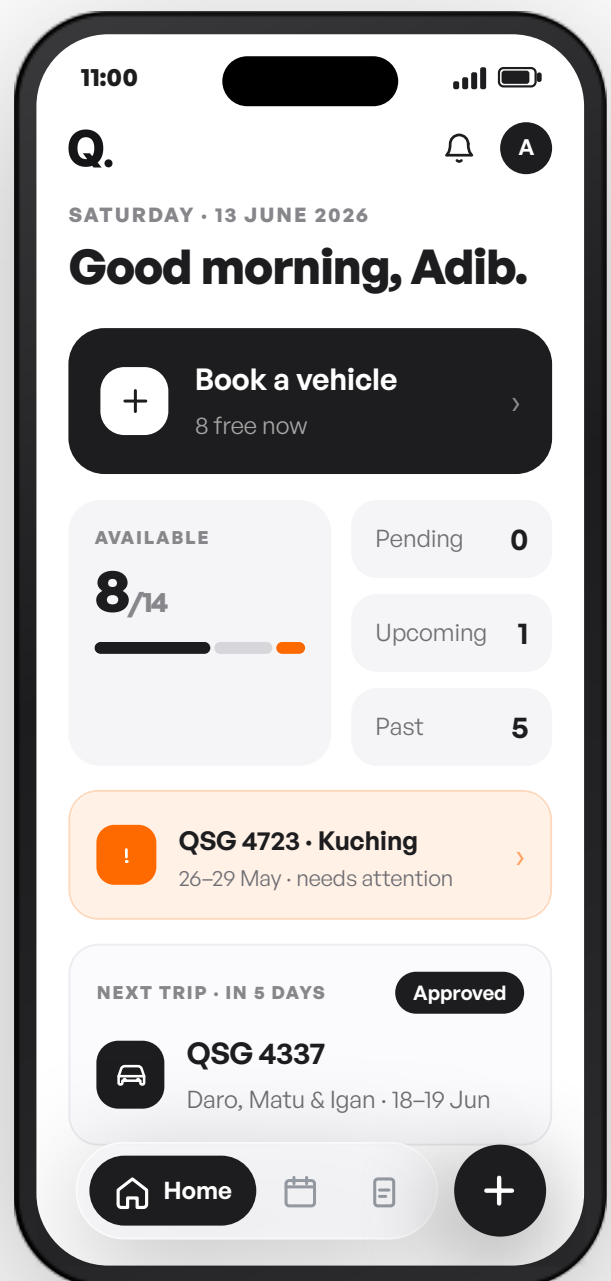 11:00
Q.
A
SATURDAY · 13 JUNE 2026
Good morning, Adib.
Book a vehicle
8 free now
AVAILABLE
8/14
Pending 0
Upcoming 1
Past 5
!
QSG 4723 · Kuching
26–29 May · needs attention
NEXT TRIP · IN 5 DAYS
Approved
QSG 4337
Daro, Matu & Igan · 18–19 Jun
Home